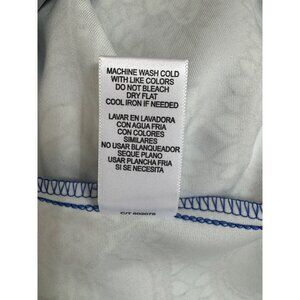 MACHINE WASH COLD
WITH LIKE COLORS
DO NOT BLEACH
DRY FLAT
COOL IRON IF NEEDED
LAVAR EN LAVADORA
CON AGUA FRIA
CON COLORES
SIMILARES
NO USAR BLANQUEADOR
SEQUE PLANO
USAR PLANCHA FRIA
SI SE NECESITA